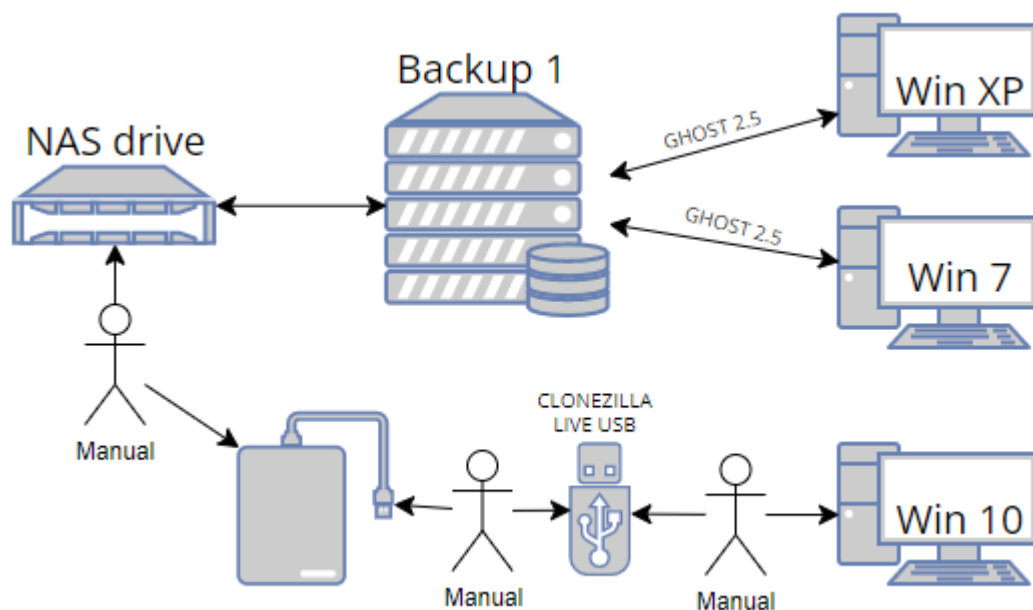 Backup 1
NAS drive
GHOST 2.5
Win XP
GHOST 2.5
Win 7
Manual
CLONEZILLA
LIVE USB
Win 10
Manual
Manual